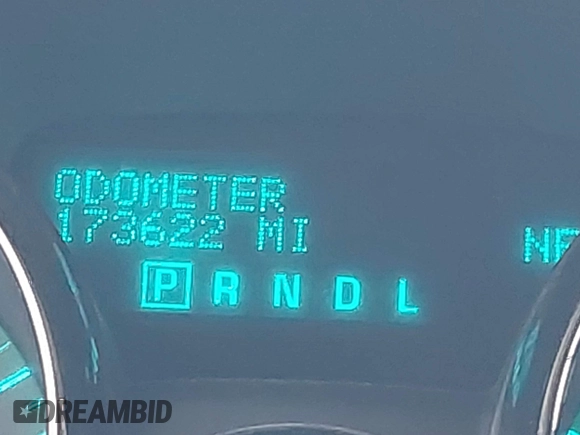 ODOMETER
173622 MI
P R N D L
DREAMBID